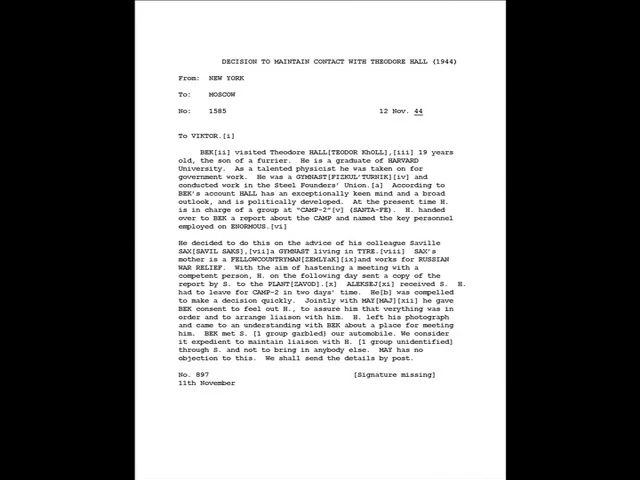 DECISION TO MAINTAIN CONTACT WITH THEODORE HALL (1944)
From: NEW YORK
To: MOSCOW
No: 1585 12 Nov. 44
To VIKTOR.[i]
BEK[ii] visited Theodore HALL[TEODOR KhOLL],[iii] 19 years
old, the son of a furrier. He is a graduate of HARVARD
University. As a talented physicist he was taken on for
government work. He was a GYMNAST[FIZKUL'TURNIK][iv] and
conducted work in the Steel Founders' Union.[a] According to
BEK's account HALL has an exceptionally keen mind and a broad
outlook, and is politically developed. At the present time H.
is in charge of a group at "CAMP-2"[v] (SANTA-FE). H. handed
over to BEK a report about the CAMP and named the key personnel
employed on ENORMOUS.[vi]
He decided to do this on the advice of his colleague Saville
SAX[SAVIL SAKS],[vii]a GYMNAST living in TYRE.[viii] SAX's
mother is a FELLOWCOUNTRYMAN[ZEMLYaK][ix]and works for RUSSIAN
WAR RELIEF. With the aim of hastening a meeting with a
competent person, H. on the following day sent a copy of the
report by S. to the PLANT[ZAVOD].[x] ALEKSEJ[xi] received S. H.
had to leave for CAMP-2 in two days' time. He[b] was compelled
to make a decision quickly. Jointly with MAY[MAJ][xii] he gave
BEK consent to feel out H., to assure him that verything was in
order and to arrange liaison with him. H. left his photograph
and came to an understanding with BEK about a place for meeting
him. BEK met S. [1 group garbled] our automobile. We consider
it expedient to maintain liaison with H. [1 group unidentified]
through S. and not to bring in anybody else. MAY has no
objection to this. We shall send the details by post.
No. 897 [Signature missing]
11th November